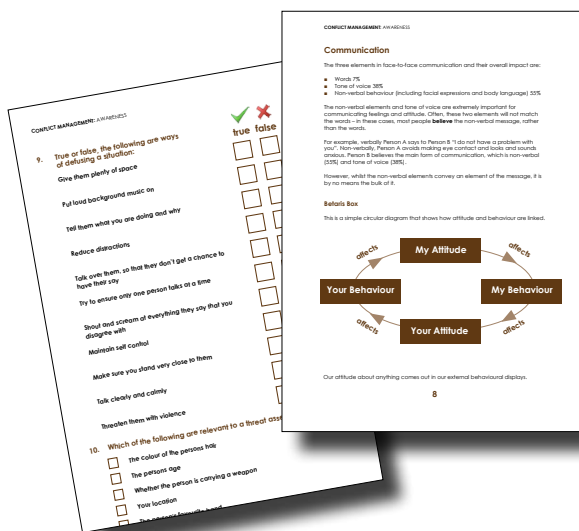 CONFLICT MANAGEMENT: AWARENESS
true false
9. True or false, the following are ways
of defusing a situation:
Give them plenty of space
Put loud background music on
Tell them what you are doing and why
Reduce distractions
Talk over them, so that they don't get a chance to
have their say
Try to ensure only one person talks at a time
Shout and scream at everything they say that you
disagree with
Maintain self control
Make sure you stand very close to them
Talk clearly and calmly
Threaten them with violence
10. Which of the following are relevant to a threat
The colour of the persons hair
The persons age
Whether the person is carrying a weapon
Your location
CONFLICT MANAGEMENT: AWARENESS
Communication
The three elements in face-to-face communication and their overall impact are:
Words 7%
Tone of voice 38%
Non-verbal behaviour (including facial expressions and body language) 55%
The non-verbal elements and tone of voice are extremely important for
communicating feelings and attitude. Often, these two elements will not match
the words – in these cases, most people believe the non-verbal message, rather
than the words.
For example, verbally Person A says to Person B "I do not have a problem with
you". Non-verbally, Person A avoids making eye contact and looks and sounds
anxious. Person B believes the main form of communication, which is non-verbal
(55%) and tone of voice (38%).
However, whilst the non-verbal elements convey an element of the message, it is
by no means the bulk of it.
Betaris Box
This is a simple circular diagram that shows how attitude and behaviour are linked.
My Attitude
affects
My Behaviour
affects
Your Attitude
affects
Your Behaviour
affects
Our attitude about anything comes out in our external behavioural displays.
8